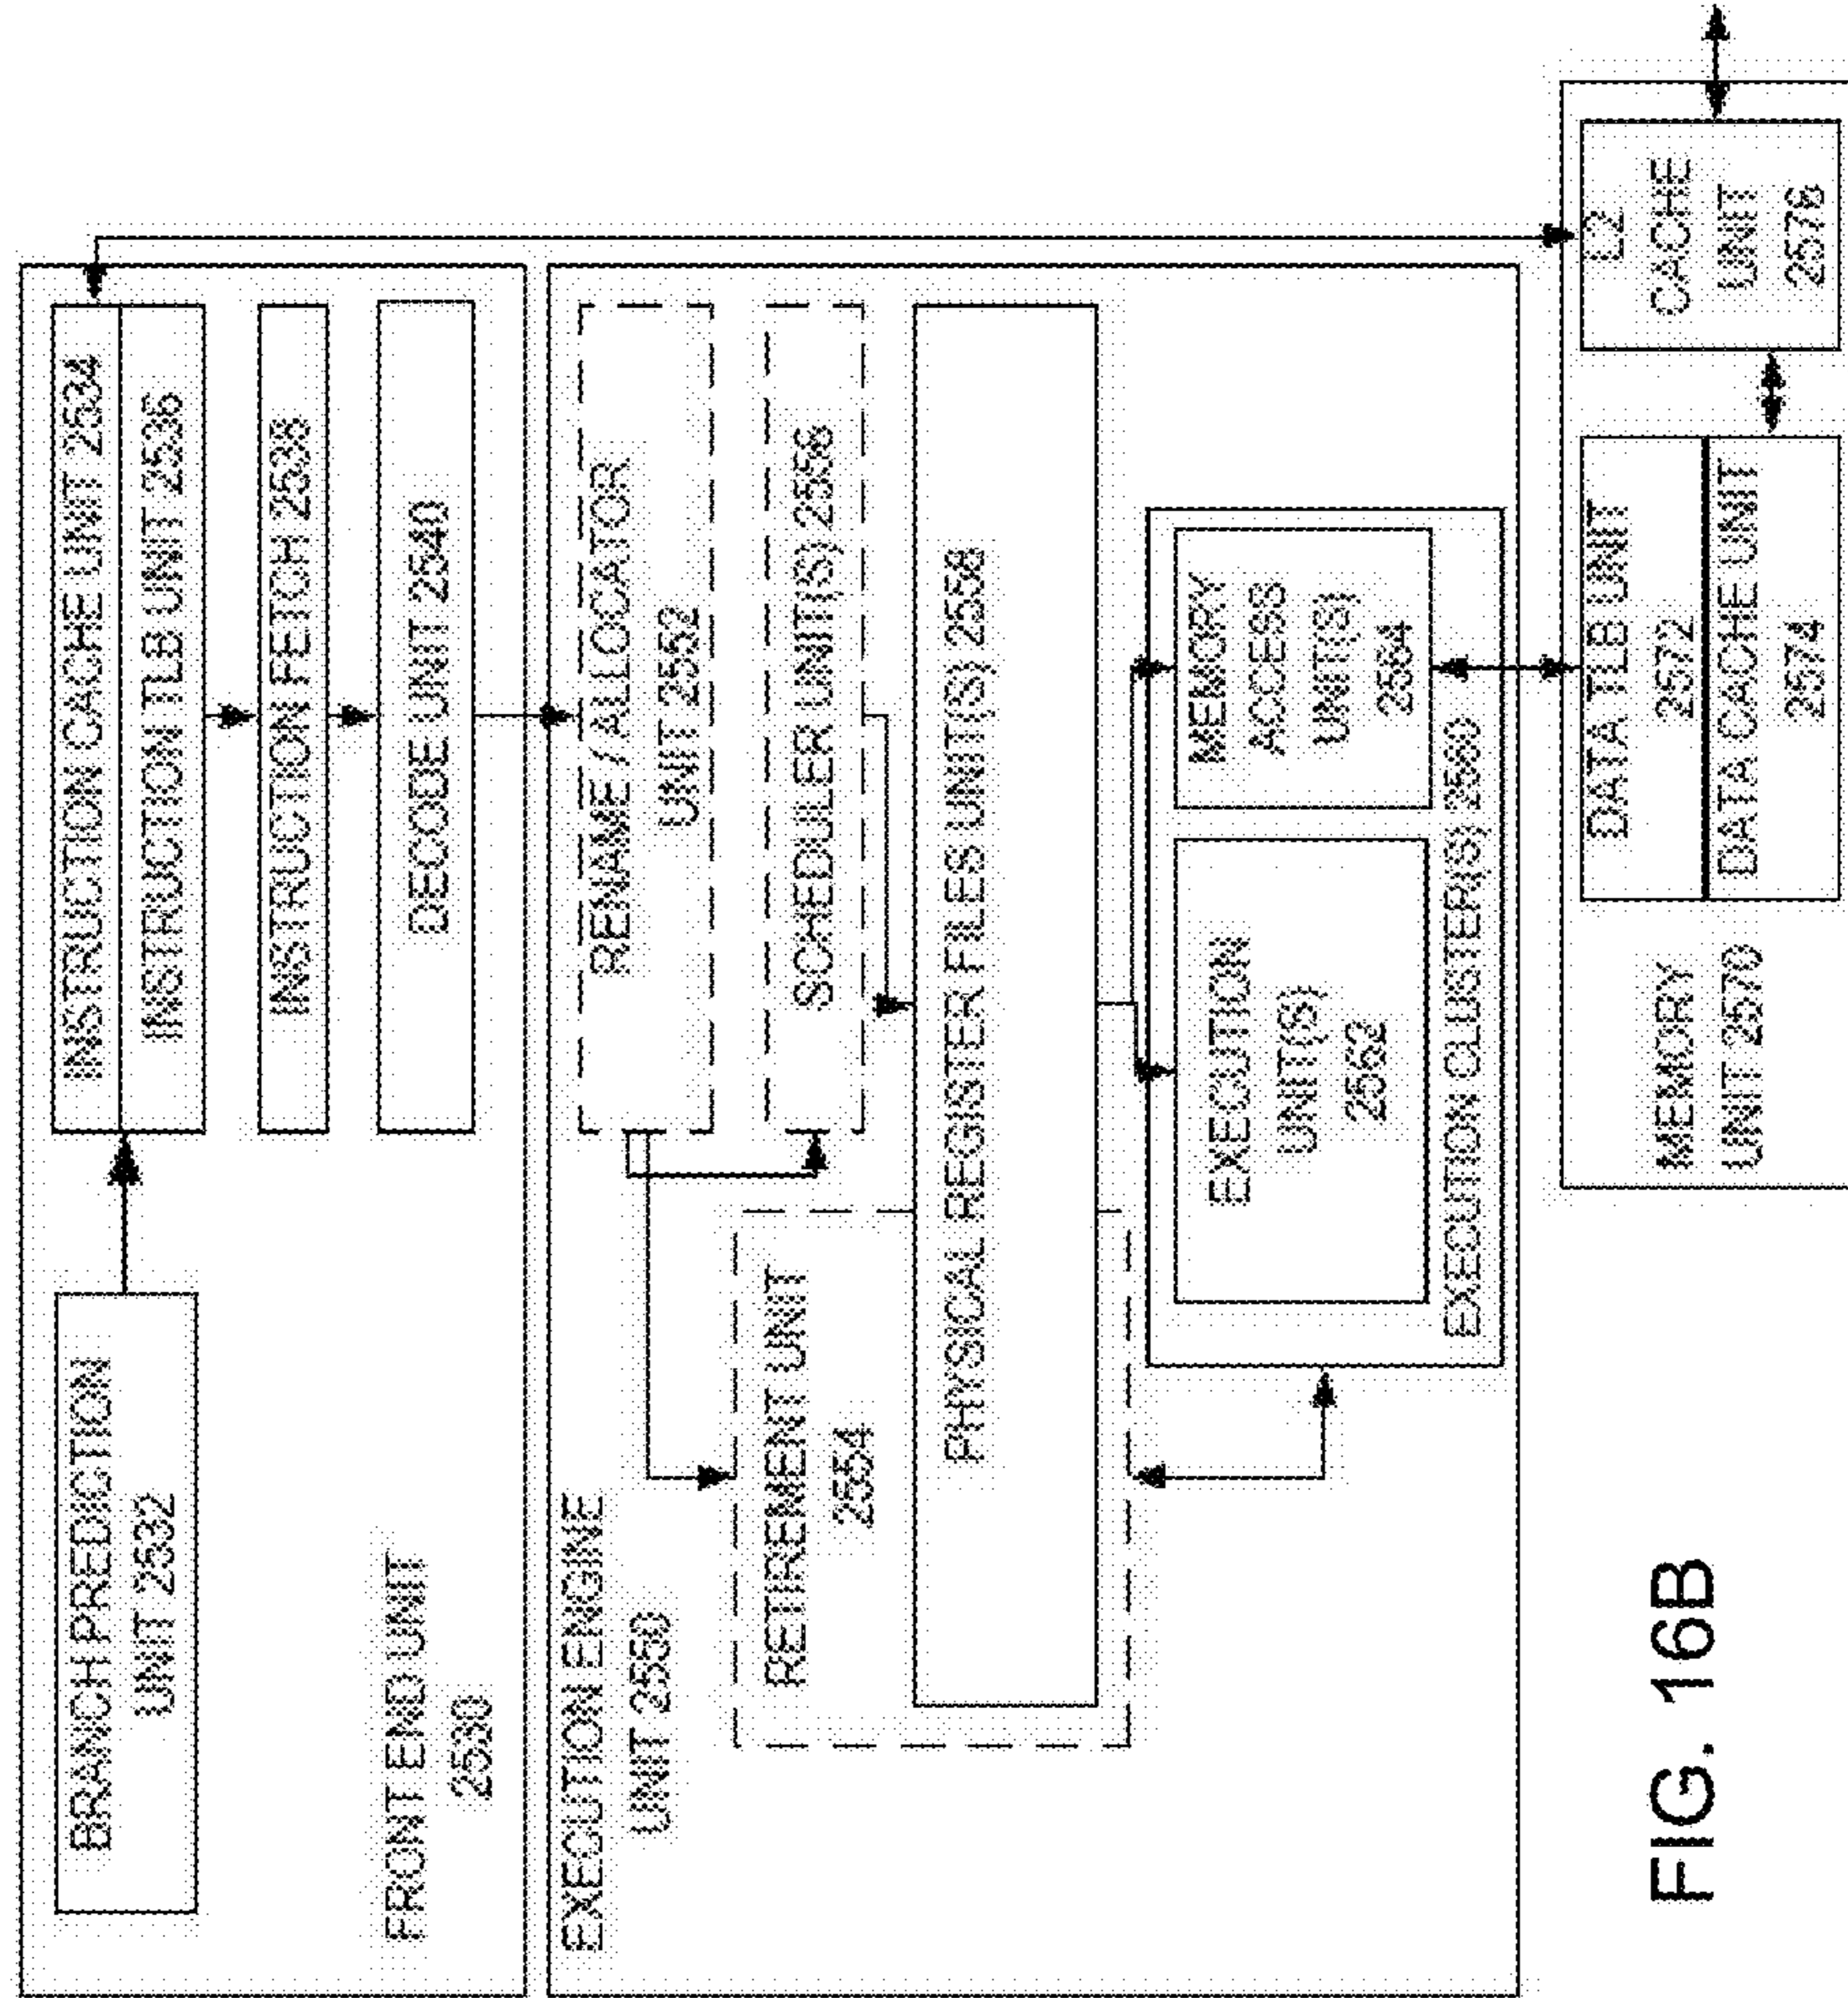 BRANCH PREDICTION
UNIT 2532
INSTRUCTION CACHE UNIT 2534
INSTRUCTION TLB UNIT 2536
INSTRUCTION FETCH 2538
DECODE UNIT 2540
FRONT END UNIT
2530
EXECUTION ENGINE
UNIT 2550
RENAME / ALLOCATOR
UNIT 2552
SCHEDULER UNIT(S) 2556
RETIREMENT UNIT
2554
PHYSICAL REGISTER FILES UNIT(S) 2558
EXECUTION
UNIT(S)
2562
MEMORY
ACCESS
UNIT(S)
2564
EXECUTION CLUSTER(S) 2560
MEMORY
UNIT 2570
DATA TLB UNIT
2572
DATA CACHE UNIT
2574
L2
CACHE
UNIT
2576
FIG. 16B